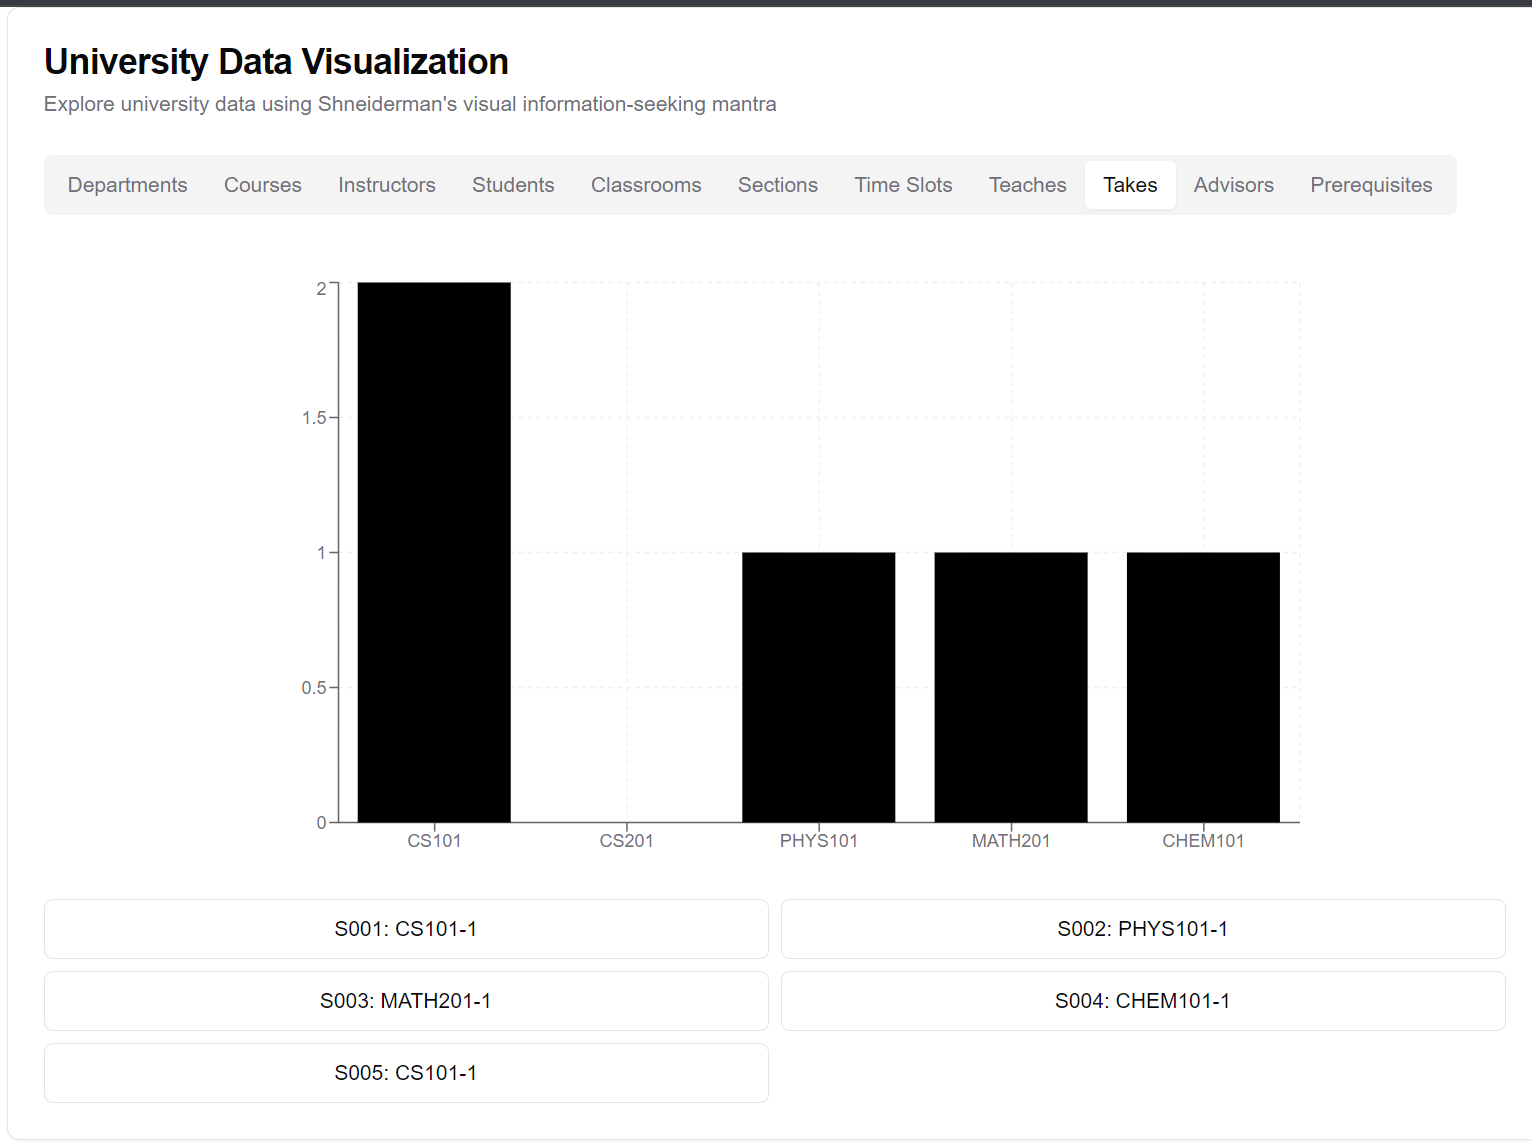 University Data Visualization
Explore university data using Shneiderman's visual information-seeking mantra
Departments Courses Instructors Students Classrooms Sections Time Slots Teaches Takes Advisors Prerequisites
2
1.5
1
0.5
0
CS101 CS201 PHYS101 MATH201 CHEM101
S001: CS101-1 S002: PHYS101-1
S003: MATH201-1 S004: CHEM101-1
S005: CS101-1